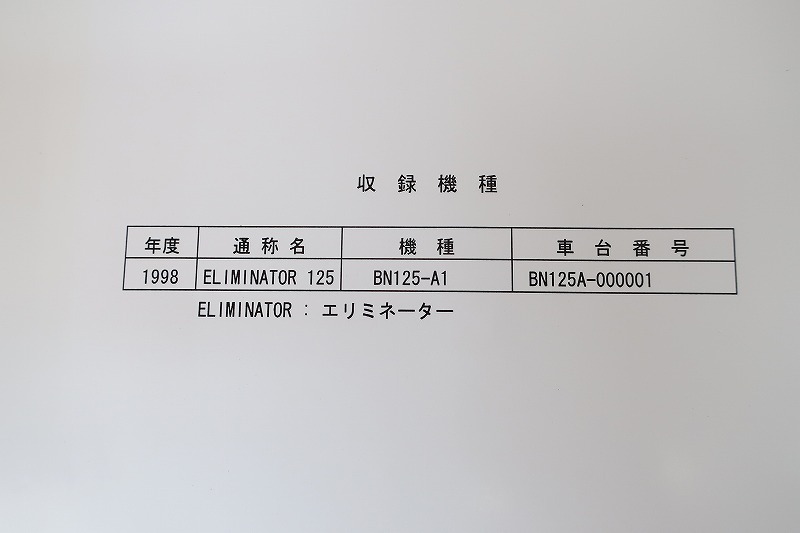 収録機種
年度 通称名 機種 車台番号
1998 ELIMINATOR 125 BN125-A1 BN125A-000001
ELIMINATOR : エリミネーター